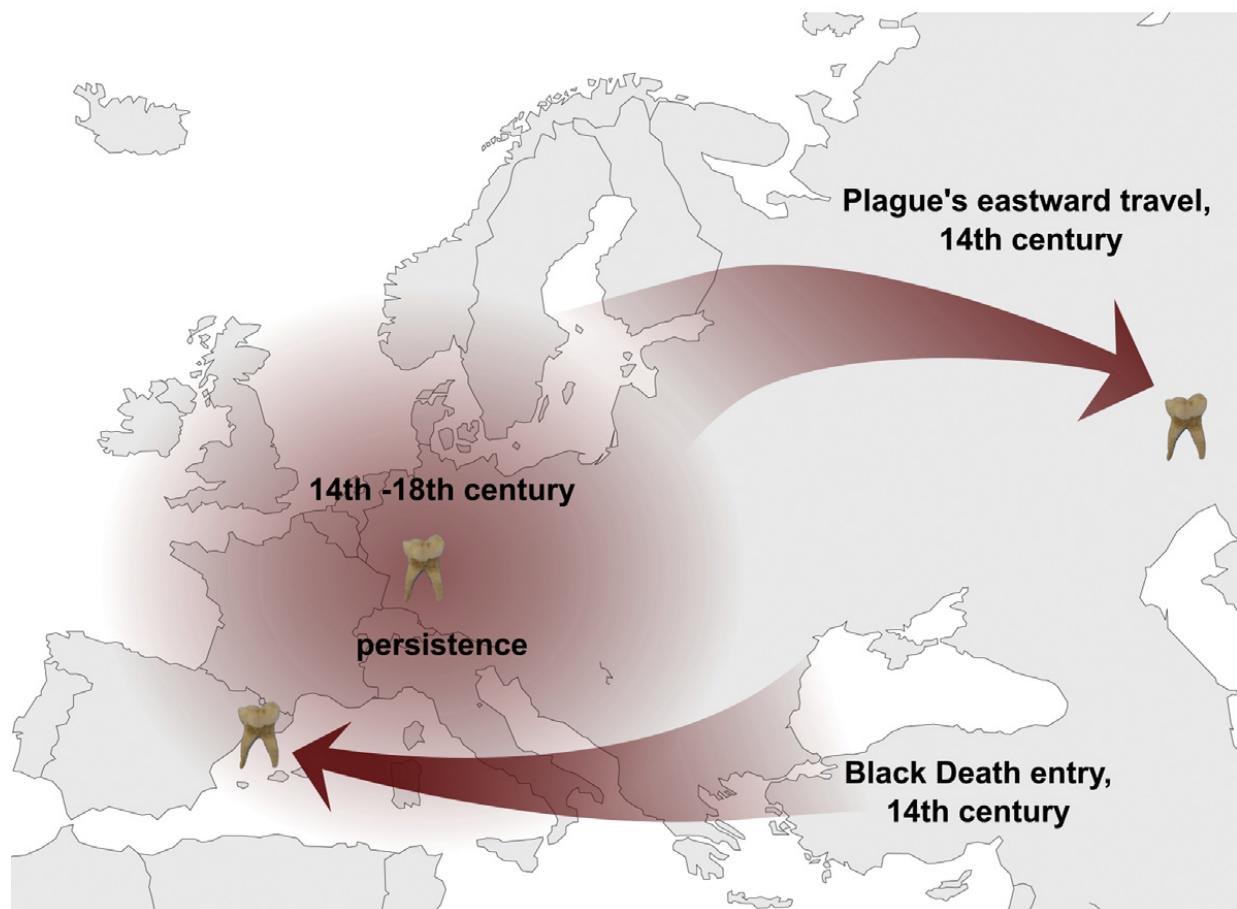 Plague's eastward travel,
14th century
14th -18th century
persistence
Black Death entry,
14th century